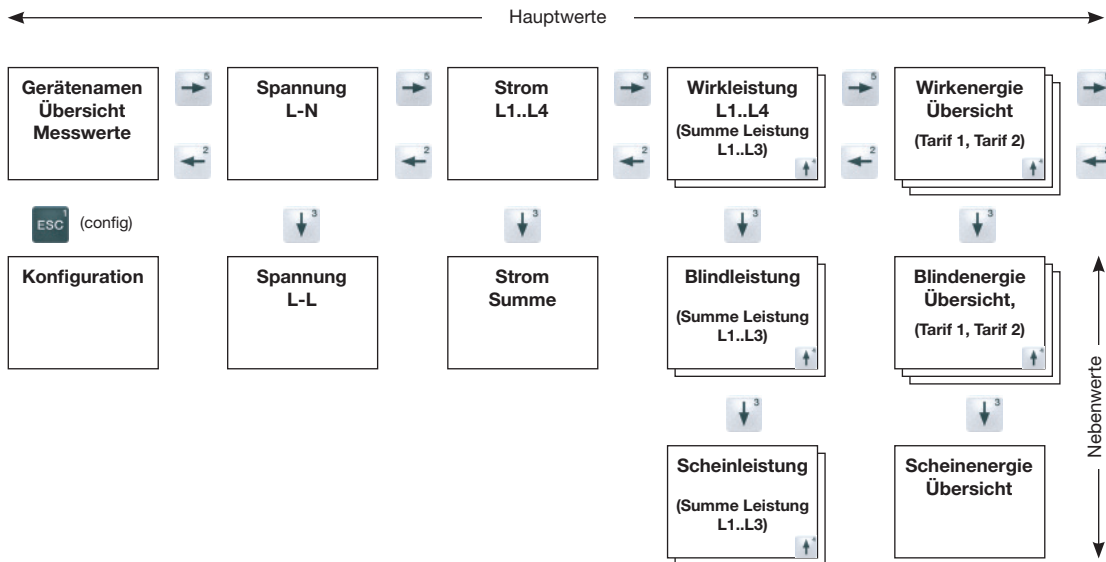 Hauptwerte
Gerätenamen
Übersicht
Messwerte
5
2
Spannung
L-N
5
2
Strom
L1..L4
5
2
Wirkleistung
L1..L4
(Summe Leistung
L1..L3)
4
5
2
Wirkenergie
Übersicht
(Tarif 1, Tarif 2)
4
ESC 1
(config)
3
3
3
3
Konfiguration
Spannung
L-L
Strom
Summe
Blindleistung
(Summe Leistung
L1..L3)
4
Blindenergie
Übersicht,
(Tarif 1, Tarif 2)
4
Nebenwerte
3
3
Scheinleistung
(Summe Leistung
L1..L3)
4
Scheinenergie
Übersicht